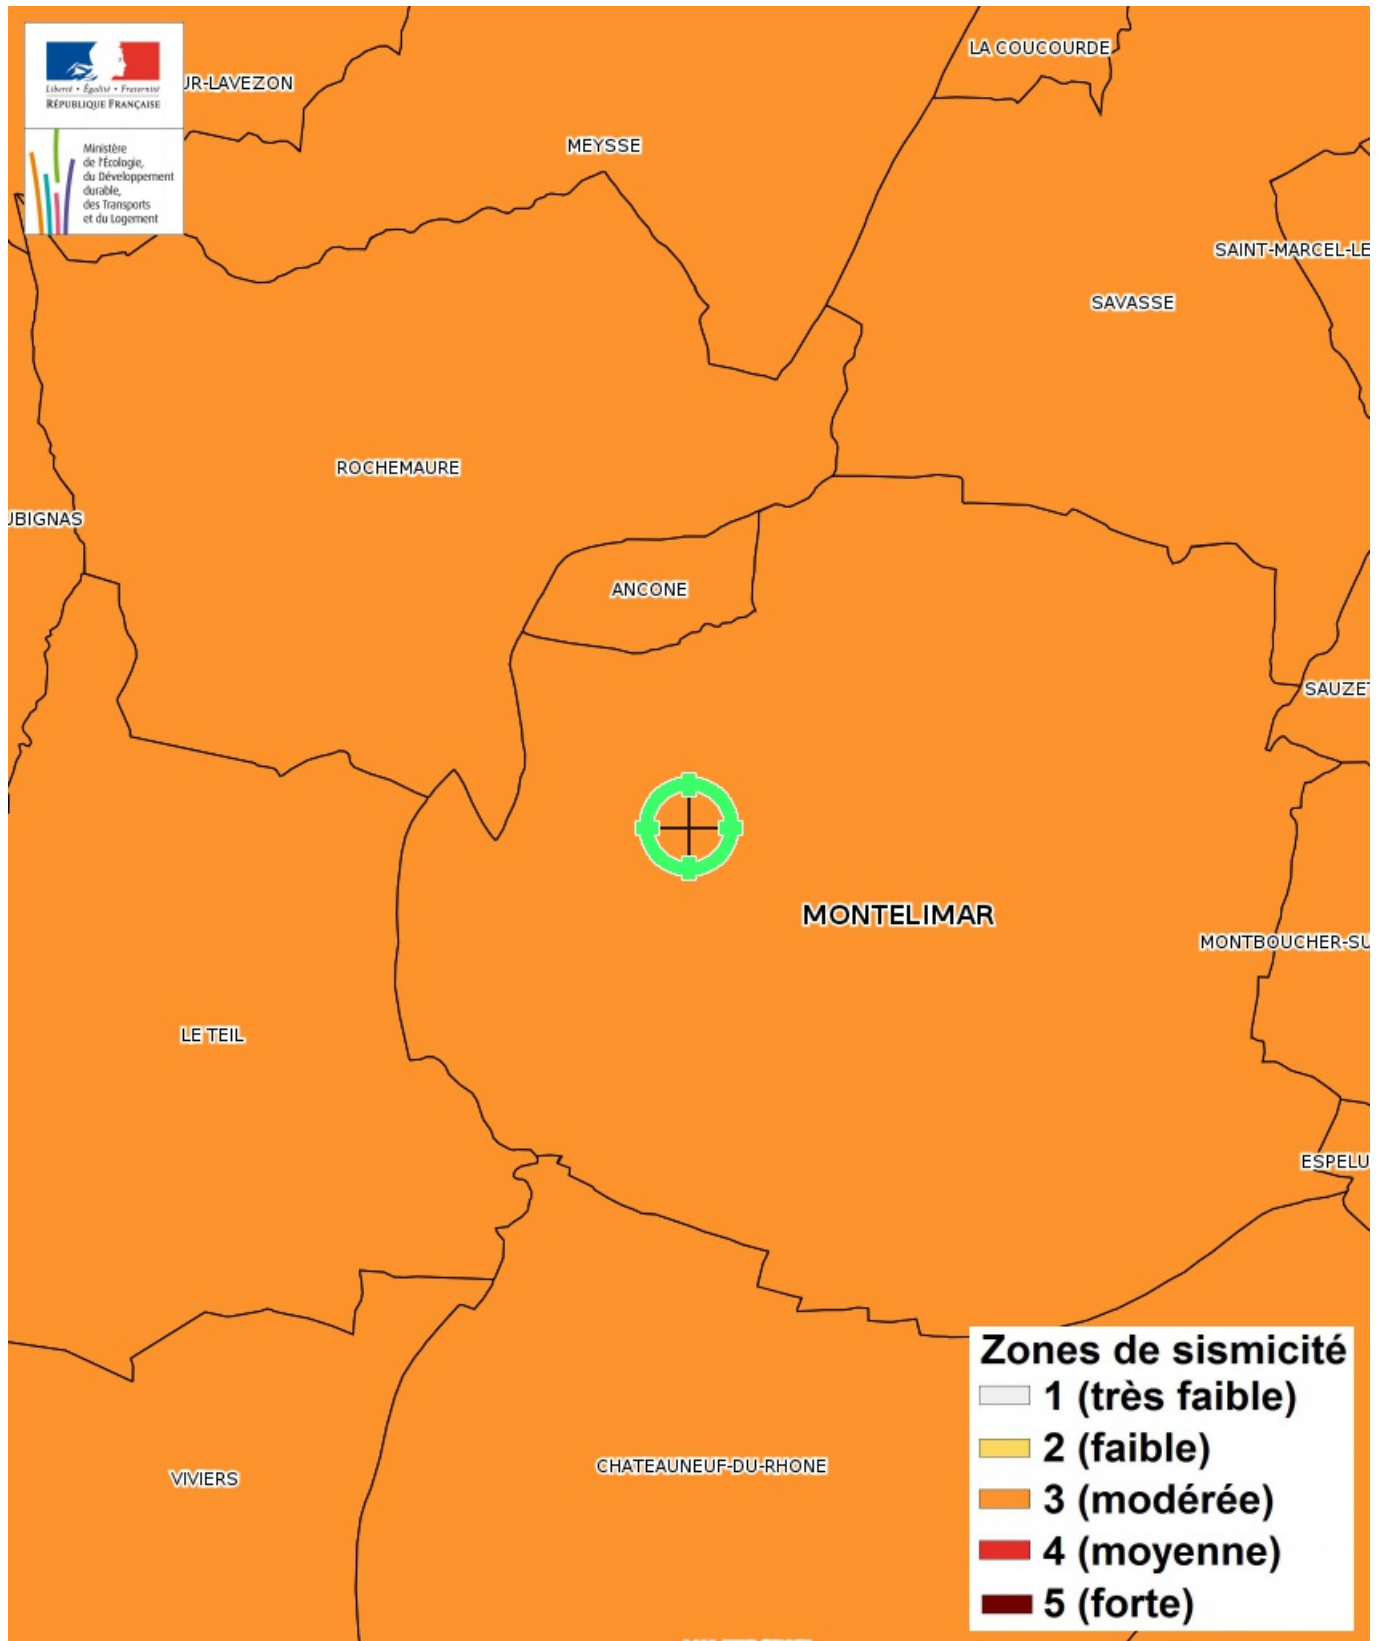 Liberté • Égalité • Fraternité
RÉPUBLIQUE FRANÇAISE
Ministère
de l'Écologie,
du Développement
durable,
des Transports
et du Logement
UR-LAVEZON
LA COUCOURDE
MEYSSE
SAINT-MARCEL-LE
SAVASSE
ROCHEMAURE
UBIGNAS
ANCONE
SAUZET
MONTELIMAR
MONTBOUCHER-SU
LE TEIL
ESPELU
VIVIERS
CHATEAUNEUF-DU-RHONE
Zones de sismicité
1 (très faible)
2 (faible)
3 (modérée)
4 (moyenne)
5 (forte)